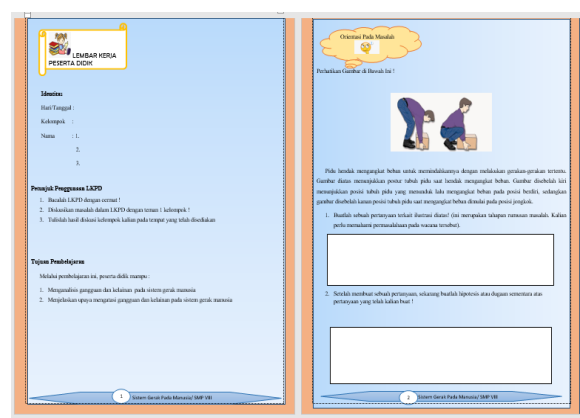 LEMBAR KERJA
PESERTA DIDIK
Identitas
Hari/Tanggal :
Kelompok :
Nama : 1.
2.
3.
Petunjuk Penggunaan LKPD
1. Bacalah LKPD dengan cermat !
2. Diskusikan masalah dalam LKPD dengan teman 1 kelompok !
3. Tulislah hasil diskusi kelompok kalian pada tempat yang telah disediakan
Tujuan Pembelajaran
Melalui pembelajaran ini, peserta didik mampu :
1. Menganalisis gangguan dan kelainan pada sistem gerak manusia
2. Menjelaskan upaya mengatasi gangguan dan kelainan pada sistem gerak manusia
1 Sistem Gerak Pada Manusia/ SMP VIII
Orientasi Pada Masalah
Perhatikan Gambar di Bawah Ini !
Pidu hendak mengangkat beban untuk memindahkannya dengan melakukan gerakan-gerakan tertentu.
Gambar diatas menunjukkan postur tubuh pidu saat hendak mengangkat beban. Gambar disebelah kiri
menunjukkan posisi tubuh pidu yang menunduk lalu mengangkat beban pada posisi berdiri, sedangkan
gambar disebelah kanan posisi tubuh pidu saat mengangkat beban dimulai pada posisi jongkok.
1. Buatlah sebuah pertanyaan terkait ilustrasi diatas! (ini merupakan tahapan rumusan masalah. Kalian
perlu memahami permasalahan pada wacana tersebut).
2. Setelah membuat sebuah pertanyaan, sekarang buatlah hipotesis atau dugaan sementara atas
pertanyaan yang telah kalian buat !
2 Sistem Gerak Pada Manusia/ SMP VIII